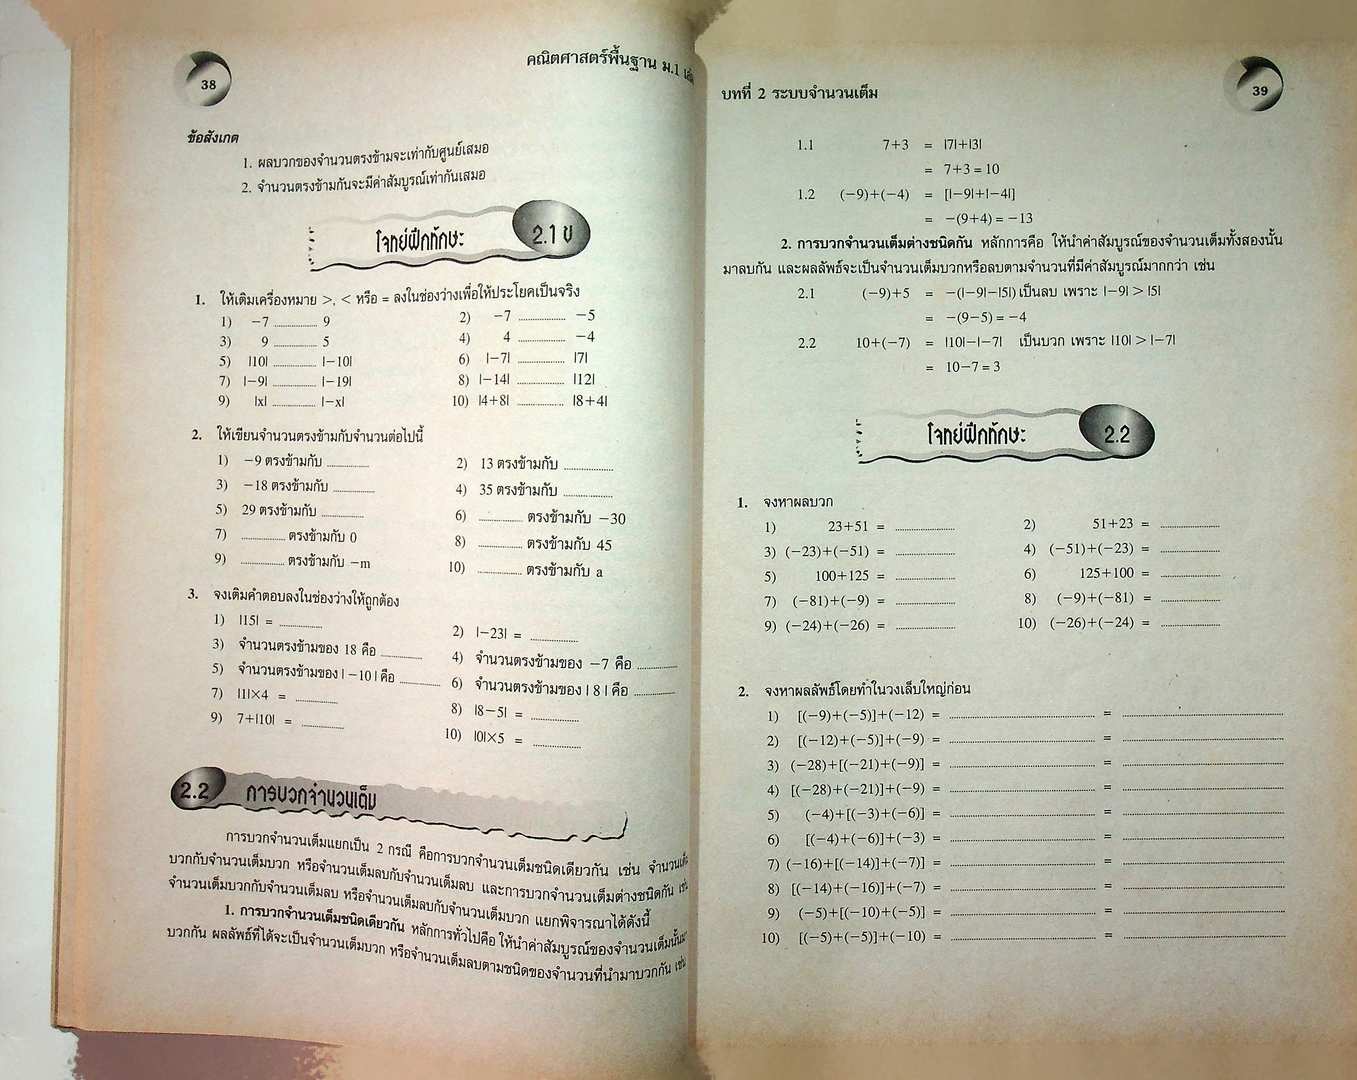 38
คณิตศาสตร์พื้นฐาน ม.1
ข้อสังเกต
1. ผลบวกของจำนวนตรงข้ามจะเท่ากับศูนย์เสมอ
2. จำนวนตรงข้ามกันจะมีค่าสัมบูรณ์เท่ากันเสมอ
โจทย์ฝึกทักษะ 2.1 ข
1. ให้เติมเครื่องหมาย >, < หรือ = ลงในช่องว่างเพื่อให้ประโยคเป็นจริง
1) −7 ............... 9 2) −7 ............... −5
3) 9 ............... 5 4) 4 ............... −4
5) |10| ............... |−10| 6) |−7| ............... |7|
7) |−9| ............... |−19| 8) |−14| ............... |12|
9) |x| ............... |−x| 10) |4+8| ............... |8+4|
2. ให้เขียนจำนวนตรงข้ามกับจำนวนต่อไปนี้
1) −9 ตรงข้ามกับ ............... 2) 13 ตรงข้ามกับ ...............
3) −18 ตรงข้ามกับ ............... 4) 35 ตรงข้ามกับ ...............
5) 29 ตรงข้ามกับ ............... 6) ............... ตรงข้ามกับ −30
7) ............... ตรงข้ามกับ 0 8) ............... ตรงข้ามกับ 45
9) ............... ตรงข้ามกับ −m 10) ............... ตรงข้ามกับ a
3. จงเติมคำตอบลงในช่องว่างให้ถูกต้อง
1) |15| = ............... 2) |−23| = ...............
3) จำนวนตรงข้ามของ 18 คือ ............... 4) จำนวนตรงข้ามของ −7 คือ ...............
5) จำนวนตรงข้ามของ | −10 | คือ ............... 6) จำนวนตรงข้ามของ | 8 | คือ ...............
7) |1|×4 = ............... 8) |8−5| = ...............
9) 7+|10| = ............... 10) |0|×5 = ...............
2.2 การบวกจำนวนเต็ม
การบวกจำนวนเต็มแยกเป็น 2 กรณี คือการบวกจำนวนเต็มชนิดเดียวกัน เช่น จำนวนเต็ม
บวกกับจำนวนเต็มบวก หรือจำนวนเต็มลบกับจำนวนเต็มลบ และการบวกจำนวนเต็มต่างชนิดกัน เช่น
จำนวนเต็มบวกกับจำนวนเต็มลบ หรือจำนวนเต็มลบกับจำนวนเต็มบวก แยกพิจารณาได้ดังนี้
1. การบวกจำนวนเต็มชนิดเดียวกัน หลักการทั่วไปคือ ให้นำค่าสัมบูรณ์ของจำนวนเต็มนั้นมา
บวกกัน ผลลัพธ์ที่ได้จะเป็นจำนวนเต็มบวก หรือจำนวนเต็มลบตามชนิดของจำนวนที่นำมาบวกกัน เช่น
บทที่ 2 ระบบจำนวนเต็ม
39
1.1 7+3 = |7|+|3|
= 7+3 = 10
1.2 (−9)+(−4) = [|−9|+|−4|]
= −(9+4) = −13
2. การบวกจำนวนเต็มต่างชนิดกัน หลักการคือ ให้นำค่าสัมบูรณ์ของจำนวนเต็มทั้งสองนั้น
มาลบกัน และผลลัพธ์จะเป็นจำนวนเต็มบวกหรือลบตามจำนวนที่มีค่าสัมบูรณ์มากกว่า เช่น
2.1 (−9)+5 = −(|−9|−|5|) เป็นลบ เพราะ |−9| > |5|
= −(9−5) = −4
2.2 10+(−7) = |10|−|−7| เป็นบวก เพราะ |10| > |−7|
= 10−7 = 3
โจทย์ฝึกทักษะ 2.2
1. จงหาผลบวก
1) 23+51 = ............... 2) 51+23 = ...............
3) (−23)+(−51) = ............... 4) (−51)+(−23) = ...............
5) 100+125 = ............... 6) 125+100 = ...............
7) (−81)+(−9) = ............... 8) (−9)+(−81) = ...............
9) (−24)+(−26) = ............... 10) (−26)+(−24) = ...............
2. จงหาผลลัพธ์โดยทำในวงเล็บใหญ่ก่อน
1) [(−9)+(−5)]+(−12) = ............... = ...............
2) [(−12)+(−5)]+(−9) = ............... = ...............
3) (−28)+[(−21)+(−9)] = ............... = ...............
4) [(−28)+(−21)]+(−9) = ............... = ...............
5) (−4)+[(−3)+(−6)] = ............... = ...............
6) [(−4)+(−6)]+(−3) = ............... = ...............
7) (−16)+[(−14)]+(−7)] = ............... = ...............
8) [(−14)+(−16)]+(−7) = ............... = ...............
9) (−5)+[(−10)+(−5)] = ............... = ...............
10) [(−5)+(−5)]+(−10) = ............... = ...............